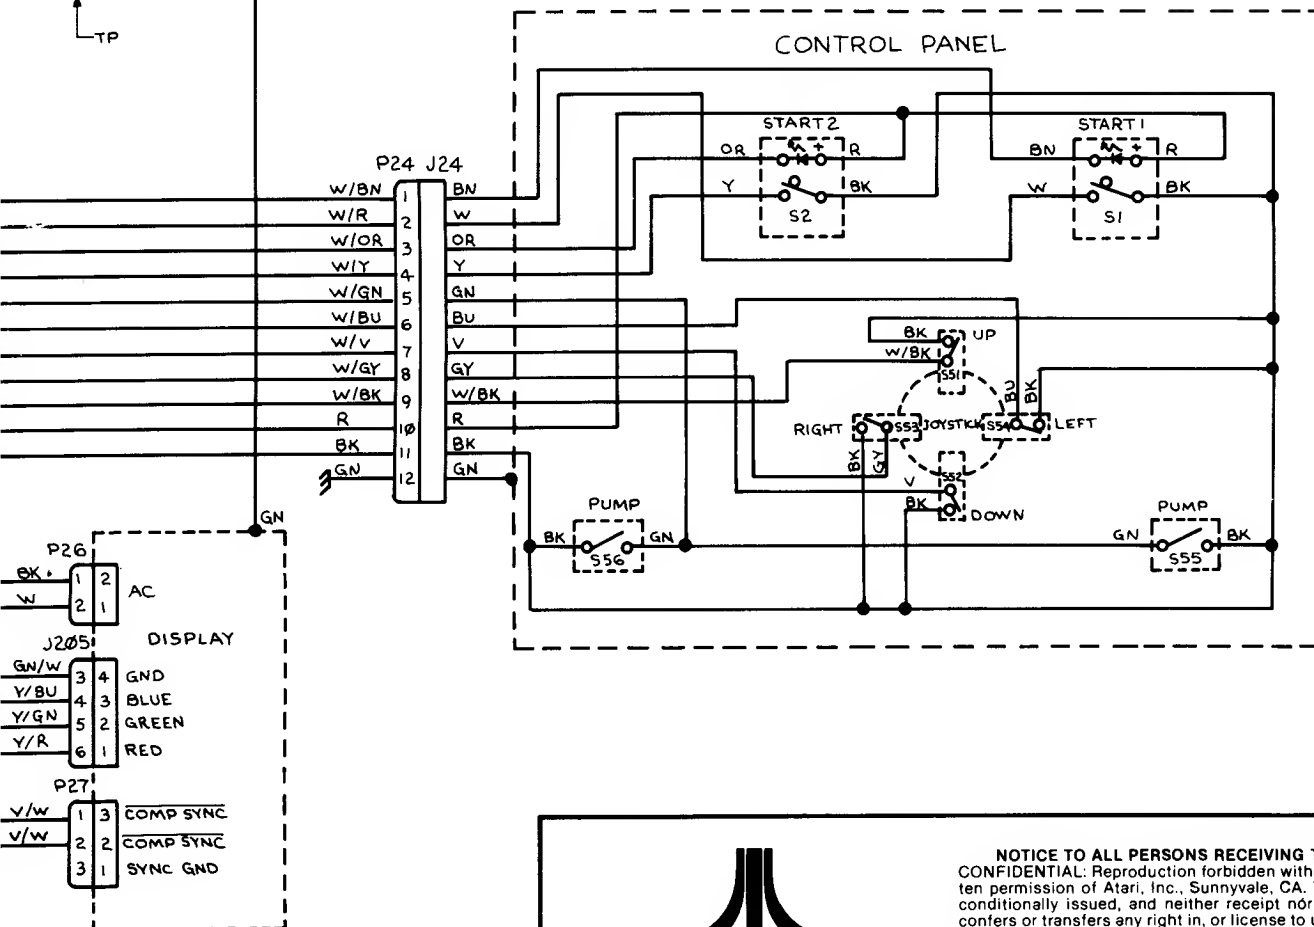 TP
CONTROL PANEL
START2
START1
OR
R
BN
R
Y
BK
W
BK
S2
S1
P24 J24
W/BN 1 BN
W/R 2 W
W/OR 3 OR
W/Y 4 Y
W/GN 5 GN
W/BU 6 BU
W/V 7 V
W/GY 8 GY
W/BK 9 W/BK
R 10 R
BK 11 BK
GN 12 GN
BK UP
W/BK
S51
BU
BK
RIGHT S53 JOYSTICK S54 LEFT
BK
GY
S52
V
BK DOWN
PUMP
BK GN
S56
PUMP
GN BK
S55
GN
P26
BK 1 2
W 2 1
AC
DISPLAY
J205
GN/W 3 4 GND
Y/BU 4 3 BLUE
Y/GN 5 2 GREEN
Y/R 6 1 RED
P27
V/W 1 3 COMP SYNC
V/W 2 2 COMP SYNC
3 1 SYNC GND
NOTICE TO ALL PERSONS RECEIVING
CONFIDENTIAL: Reproduction forbidden with
ten permission of Atari, Inc., Sunnyvale, CA.
conditionally issued, and neither receipt nor
confers or transfers any right in, or license to